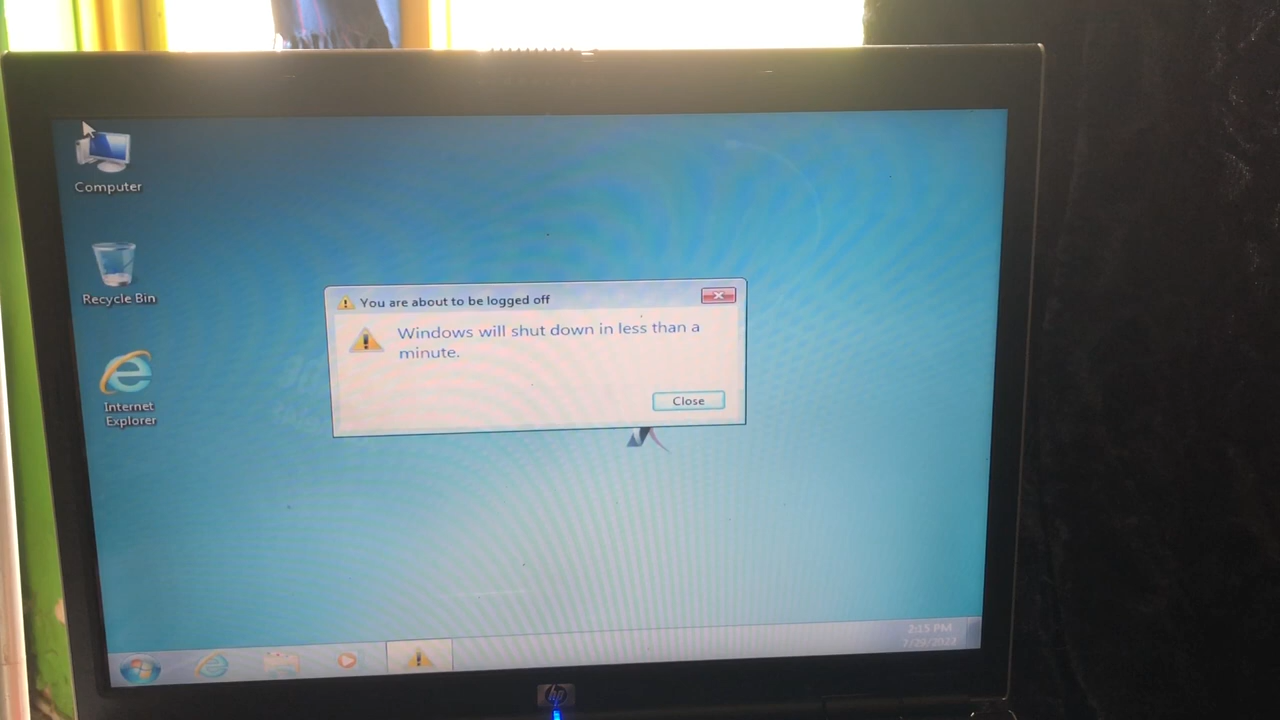 Computer
Recycle Bin
Internet
Explorer
You are about to be logged off
Windows will shut down in less than a
minute.
Close
2:15 PM
7/29/2022
hp